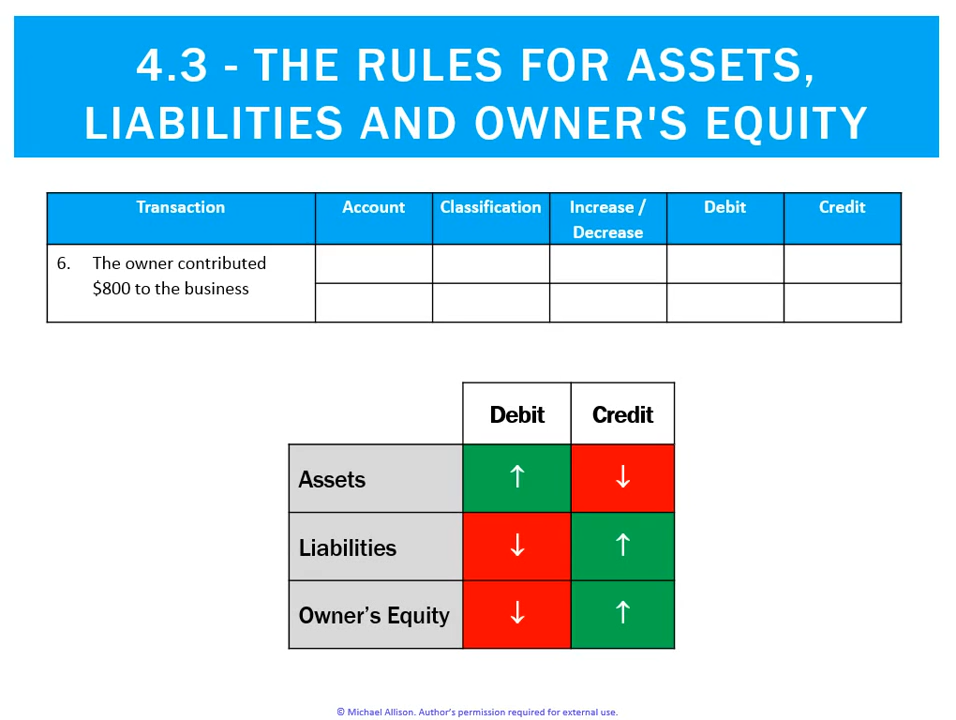 4.3 - THE RULES FOR ASSETS,
LIABILITIES AND OWNER'S EQUITY
Transaction Account Classification Increase / Decrease Debit Credit
6. The owner contributed
$800 to the business
Debit Credit
Assets ↑ ↓
Liabilities ↓ ↑
Owner’s Equity ↓ ↑
© Michael Allison. Author’s permission required for external use.